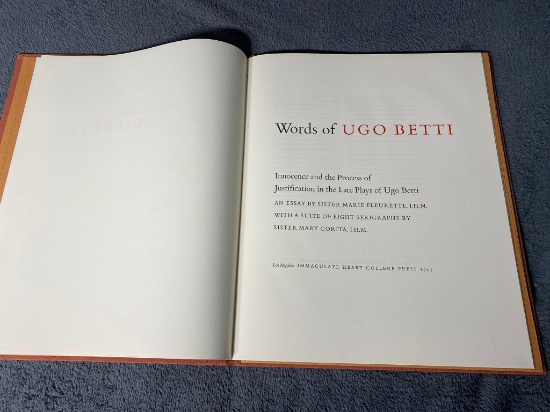 Words of UGO BETTI
Innocence and the Process of
Justification in the Late Plays of Ugo Betti
AN ESSAY BY SISTER MARIE FLEURETTE, I.H.M.
WITH A SUITE OF EIGHT SERIGRAPHS BY
SISTER MARY CORITA, I.H.M.
Los Angeles IMMACULATE HEART COLLEGE PRESS